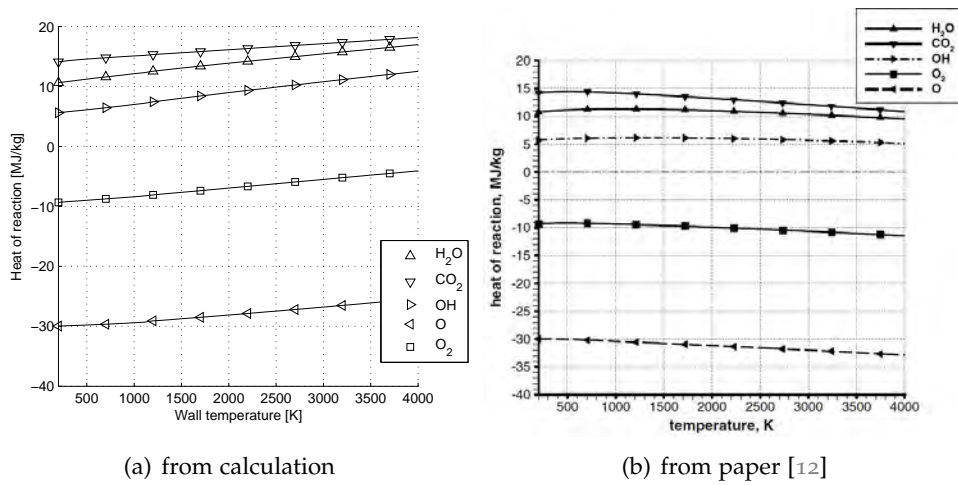 20
10
0
−10
−20
−30
−40
Heat of reaction [MJ/kg]
500 1000 1500 2000 2500 3000 3500 4000
Wall temperature [K]
H2O
CO2
OH
O
O2
(a) from calculation
H2O
CO2
OH
O2
O
20
15
10
5
0
-5
-10
-15
-20
-25
-30
-35
-40
heat of reaction, MJ/kg
500 1000 1500 2000 2500 3000 3500 4000
temperature, K
(b) from paper [12]